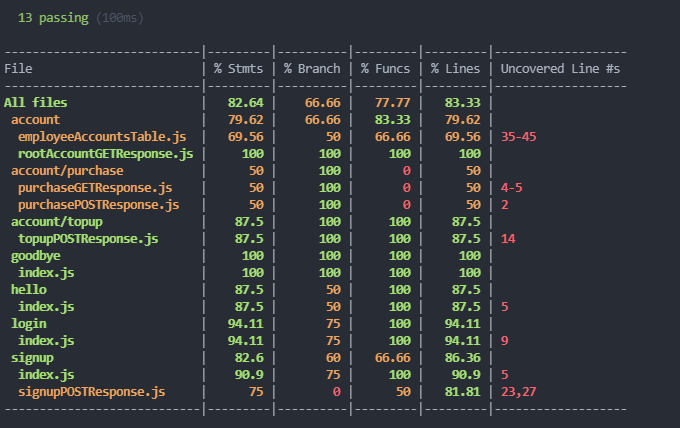 13 passing (100ms)
----------------------------|---------|----------|---------|---------|-------------------
File                        | % Stmts | % Branch | % Funcs | % Lines | Uncovered Line #s
----------------------------|---------|----------|---------|---------|-------------------
All files                   |   82.64 |    66.66 |   77.77 |   83.33 |
 account                    |   79.62 |    66.66 |   83.33 |   79.62 |
  employeeAccountsTable.js  |   69.56 |       50 |   66.66 |   69.56 | 35-45
  rootAccountGETResponse.js |     100 |      100 |     100 |     100 |
 account/purchase           |      50 |      100 |       0 |      50 |
  purchaseGETResponse.js    |      50 |      100 |       0 |      50 | 4-5
  purchasePOSTResponse.js   |      50 |      100 |       0 |      50 | 2
 account/topup              |    87.5 |      100 |     100 |    87.5 |
  topupPOSTResponse.js      |    87.5 |      100 |     100 |    87.5 | 14
 goodbye                    |     100 |      100 |     100 |     100 |
  index.js                  |     100 |      100 |     100 |     100 |
 hello                      |    87.5 |       50 |     100 |    87.5 |
  index.js                  |    87.5 |       50 |     100 |    87.5 | 5
 login                      |   94.11 |       75 |     100 |   94.11 |
  index.js                  |   94.11 |       75 |     100 |   94.11 | 9
 signup                     |    82.6 |       60 |   66.66 |   86.36 |
  index.js                  |    90.9 |       75 |     100 |    90.9 | 5
  signupPOSTResponse.js     |      75 |        0 |      50 |   81.81 | 23,27
----------------------------|---------|----------|---------|---------|-------------------